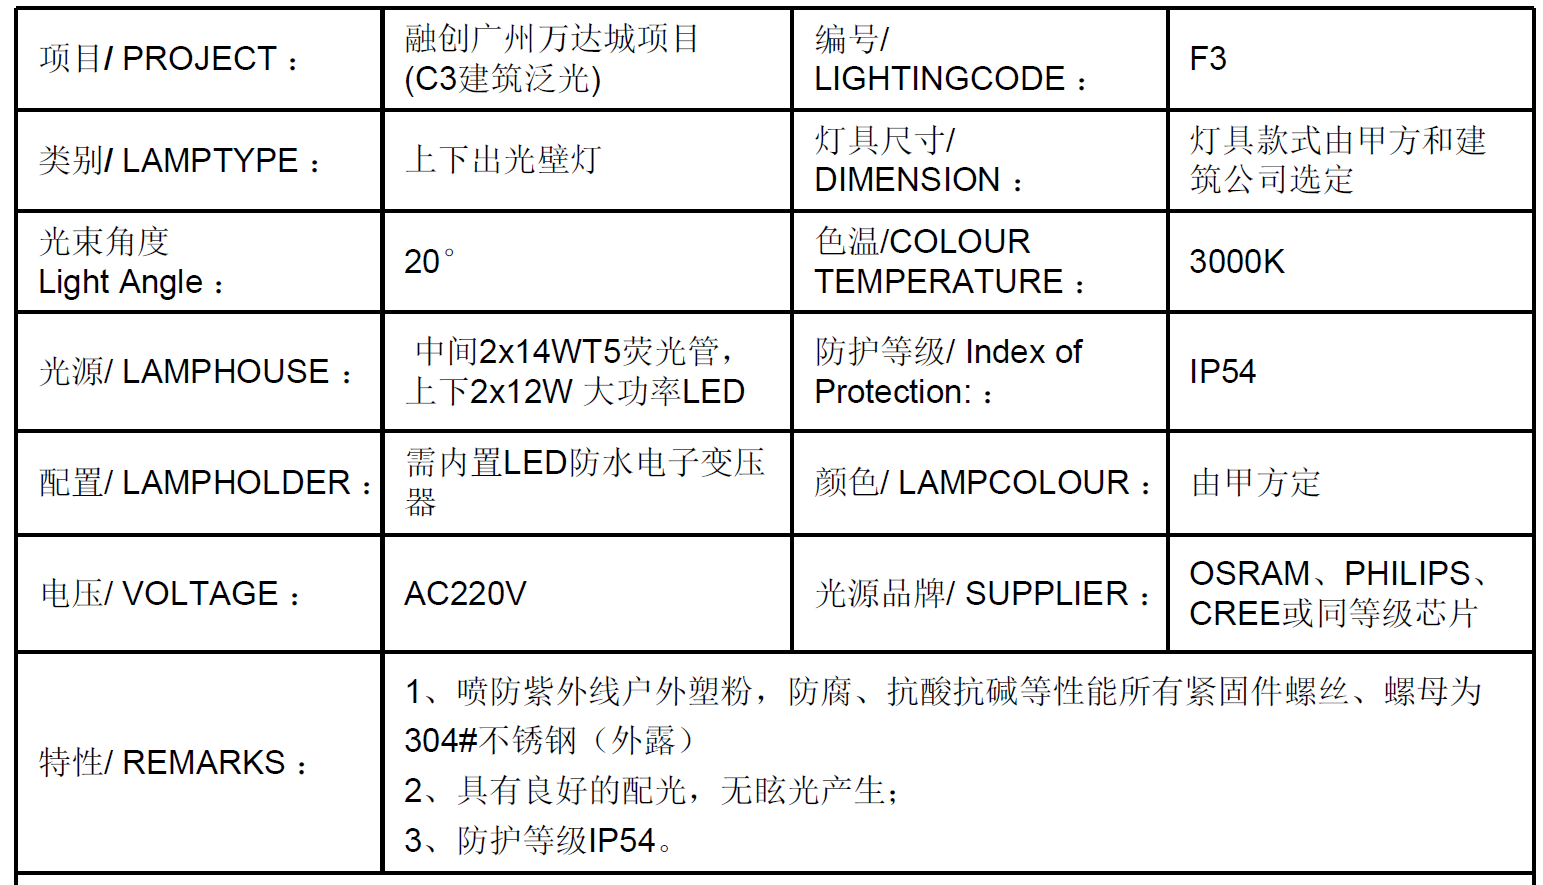 项目/ PROJECT：
融创广州万达城项目
(C3建筑泛光)
编号/
LIGHTINGCODE：
F3
类别/ LAMPTYPE：
上下出光壁灯
灯具尺寸/
DIMENSION：
灯具款式由甲方和建
筑公司选定
光束角度
Light Angle：
20°
色温/COLOUR
TEMPERATURE：
3000K
光源/ LAMPHOUSE：
中间2x14WT5荧光管，
上下2x12W 大功率LED
防护等级/ Index of
Protection:：
IP54
配置/ LAMPHOLDER：
需内置LED防水电子变压
器
颜色/ LAMPCOLOUR：
由甲方定
电压/ VOLTAGE：
AC220V
光源品牌/ SUPPLIER：
OSRAM、PHILIPS、
CREE或同等级芯片
特性/ REMARKS：
1、喷防紫外线户外塑粉，防腐、抗酸抗碱等性能所有紧固件螺丝、螺母为
304#不锈钢（外露）
2、具有良好的配光，无眩光产生；
3、防护等级IP54。